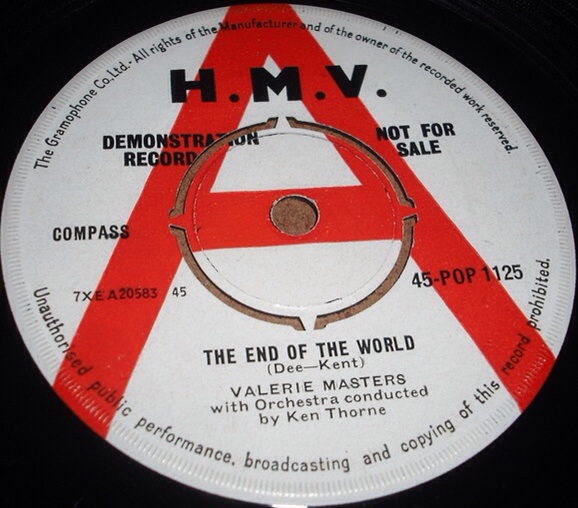 The Gramophone Co.,Ltd.- All rights of the Manufacturer and of the owner of the recorded work reserved.
H.M.V.
DEMONSTRATION
RECORD
NOT FOR
SALE
A
COMPASS
7XEA20583 45
45-POP 1125
THE END OF THE WORLD
(Dee—Kent)
VALERIE MASTERS
with Orchestra conducted
by Ken Thorne
Unauthorised public performance, broadcasting and copying of this record prohibited.